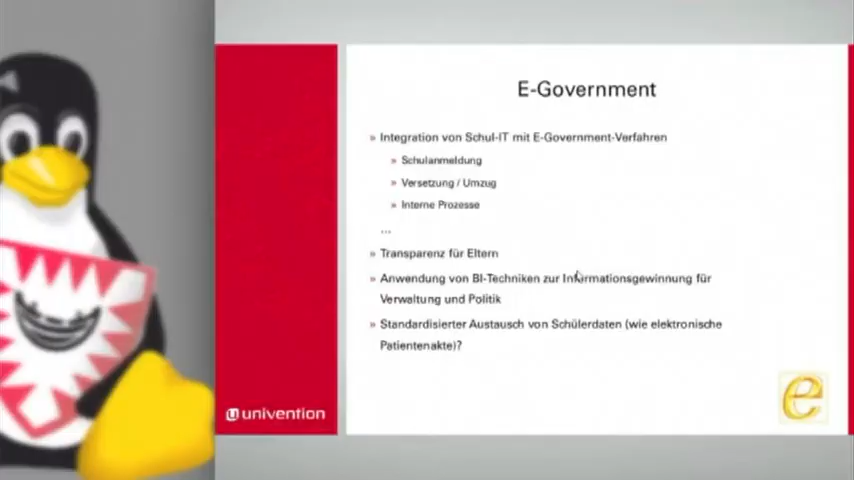 E-Government
» Integration von Schul-IT mit E-Government-Verfahren
» Schulanmeldung
» Versetzung / Umzug
» Interne Prozesse
...
» Transparenz für Eltern
» Anwendung von BI-Techniken zur Informationsgewinnung für
Verwaltung und Politik
» Standardisierter Austausch von Schülerdaten (wie elektronische
Patientenakte)?
univention
e